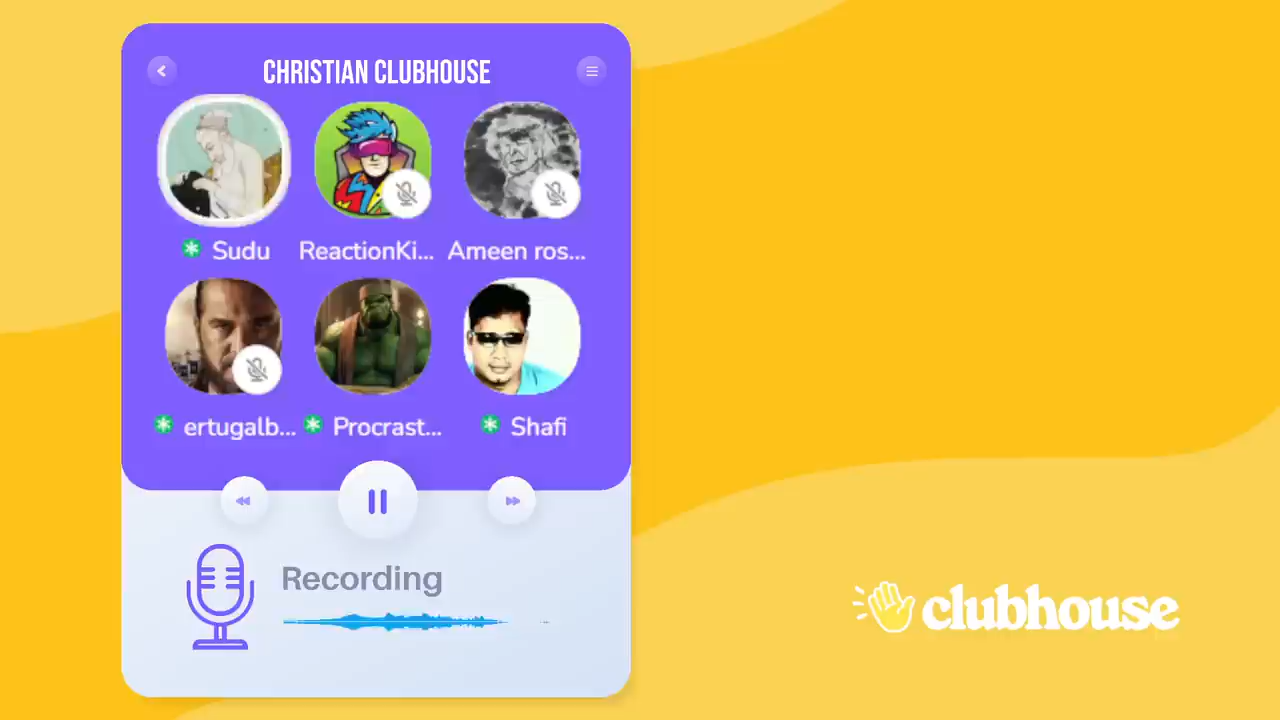 CHRISTIAN CLUBHOUSE
Sudu
ReactionKi...
Ameen ros...
ertugalb...
Procrast...
Shafi
Recording
clubhouse